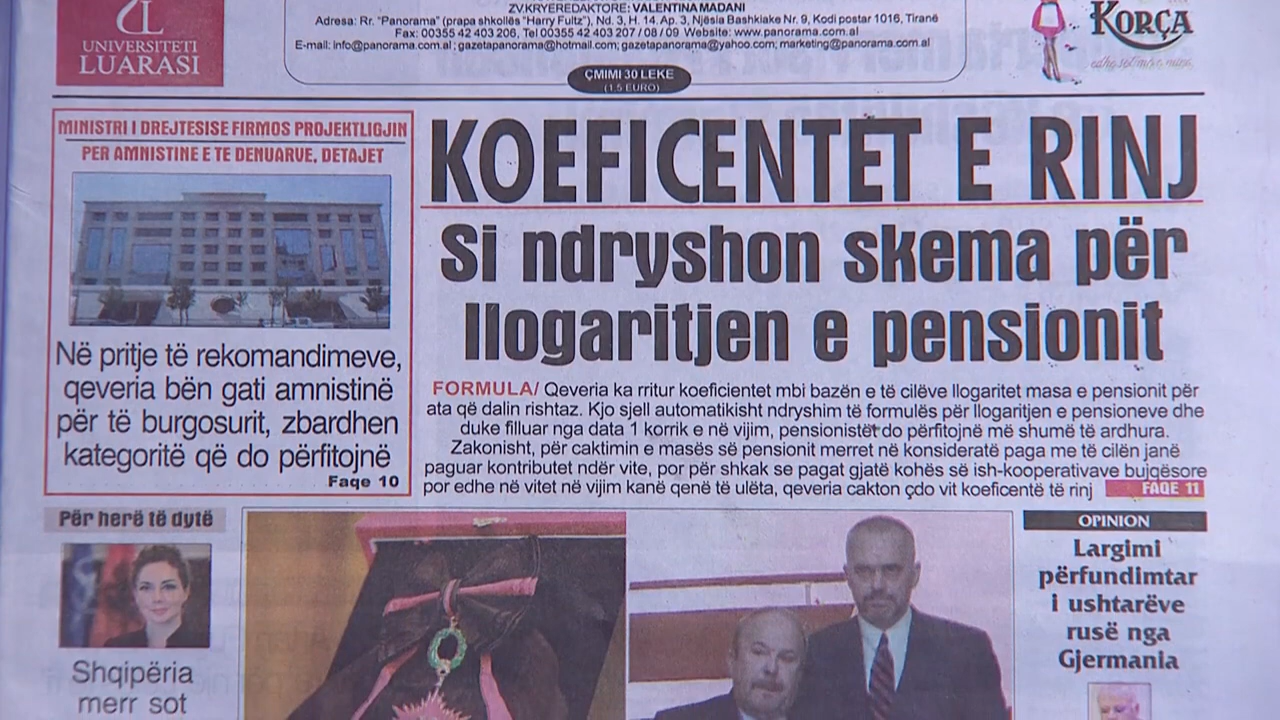 UNIVERSITETI
LUARASI
ZV.KRYEREDAKTORE: VALENTINA MADANI
Adresa: Rr. "Panorama" (prapa shkollës "Harry Fultz"), Nd. 3, H. 14, Ap. 3, Njësia Bashkiake Nr. 9, Kodi postar 1016, Tiranë
Fax: 00355 42 403 206, Tel 00355 42 403 207 / 08 / 09 Website: www.panorama.com.al
E-mail: info@panorama.com.al; gazetapanorama@hotmail.com; gazetapanorama@yahoo.com; marketing@panorama.com.al
ÇMIMI 30 LEKE
(1.5 EURO)
KORÇA
MINISTRI I DREJTESISE FIRMOS PROJEKTLIGJIN
PER AMNISTINE E TE DENUARVE, DETAJET
Në pritje të rekomandimeve,
qeveria bën gati amnistinë
për të burgosurit, zbardhen
kategoritë që do përfitojnë
Faqe 10
KOEFICENTËT E RINJ
Si ndryshon skema për
llogaritjen e pensionit
FORMULA/ Qeveria ka rritur koeficientet mbi bazën e të cilëve llogaritet masa e pensionit për
ata që dalin rishtaz. Kjo sjell automatikisht ndryshim të formulës për llogaritjen e pensioneve dhe
duke filluar nga data 1 korrik e në vijim, pensionistët do përfitojnë më shumë të ardhura.
Zakonisht, për caktimin e masës së pensionit merret në konsideratë paga me të cilën janë
paguar kontributet ndër vite, por për shkak se pagat gjatë kohës së ish-kooperativave bujqësore
por edhe në vitet në vijim kanë qenë të ulëta, qeveria cakton çdo vit koeficentë të rinj
FAQE 11
Për herë të dytë
Shqipëria
merr sot
OPINION
Largimi
përfundimtar
i ushtarëve
rusë nga
Gjermania